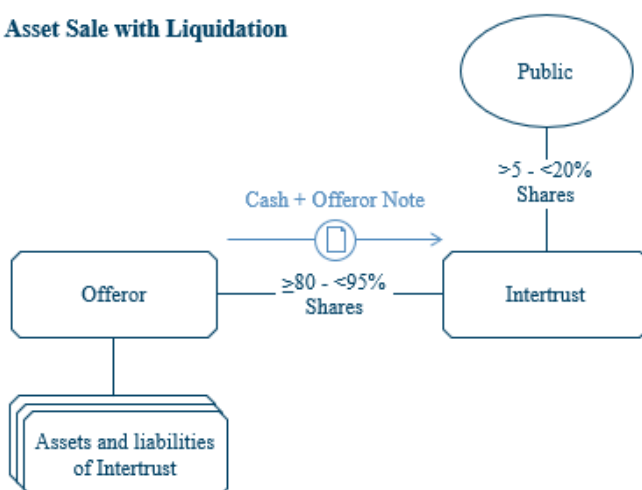 Asset Sale with Liquidation
Public
>5 - <20%
Shares
Cash + Offeror Note
Offeror
≥80 - <95%
Shares
Intertrust
Assets and liabilities
of Intertrust